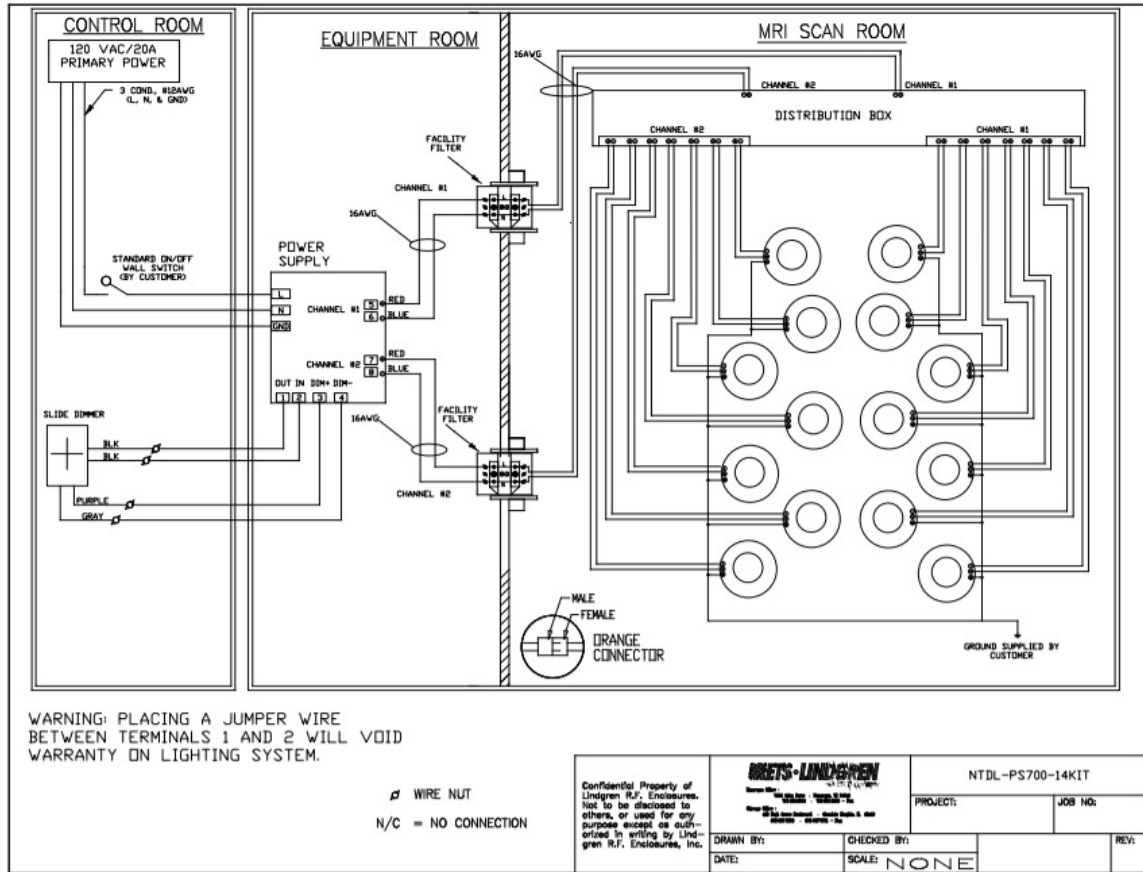 CONTROL ROOM
120 VAC/20A
PRIMARY POWER
3 COND., #12AWG
(L, N, & GND)
STANDARD ON/OFF
WALL SWITCH
(BY CUSTOMER)
SLIDE DIMMER
BLK
BLK
PURPLE
GRAY
EQUIPMENT ROOM
FACILITY
FILTER
CHANNEL #1
16AWG
POWER
SUPPLY
L
N
GND
CHANNEL #1
5 RED
6 BLUE
CHANNEL #2
7 RED
8 BLUE
OUT IN DIM+ DIM-
1 2 3 4
16AWG
FACILITY
FILTER
CHANNEL #2
L
N
L
N
MRI SCAN ROOM
16AWG
CHANNEL #2
CHANNEL #1
DISTRIBUTION BOX
CHANNEL #2
CHANNEL #1
MALE
FEMALE
ORANGE
CONNECTOR
GROUND SUPPLIED BY
CUSTOMER
WARNING: PLACING A JUMPER WIRE
BETWEEN TERMINALS 1 AND 2 WILL VOID
WARRANTY ON LIGHTING SYSTEM.
WIRE NUT
N/C = NO CONNECTION
Confidential Property of
Lindgren R.F. Enclosures.
Not to be disclosed to
others, or used for any
purpose except as auth-
orized in writing by Lind-
gren R.F. Enclosures, Inc.
ETS·LINDGREN
NTDL-PS700-14KIT
PROJECT:
JOB NO:
DRAWN BY:
CHECKED BY:
REV:
DATE:
SCALE: NONE